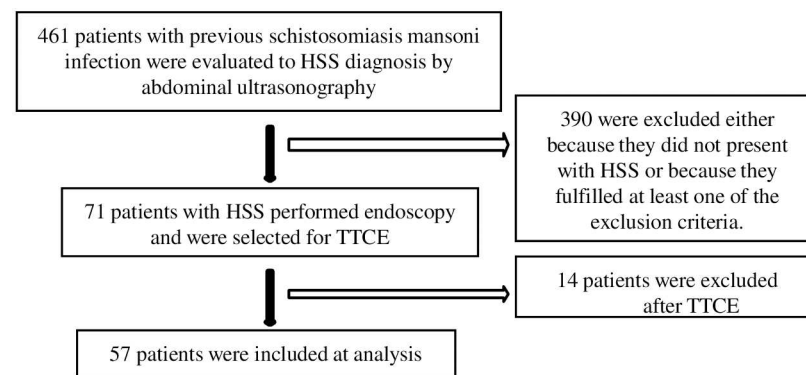 461 patients with previous schistosomiasis mansoni
infection were evaluated to HSS diagnosis by
abdominal ultrasonography
390 were excluded either
because they did not present
with HSS or because they
fulfilled at least one of the
exclusion criteria.
71 patients with HSS performed endoscopy
and were selected for TTCE
14 patients were excluded
after TTCE
57 patients were included at analysis